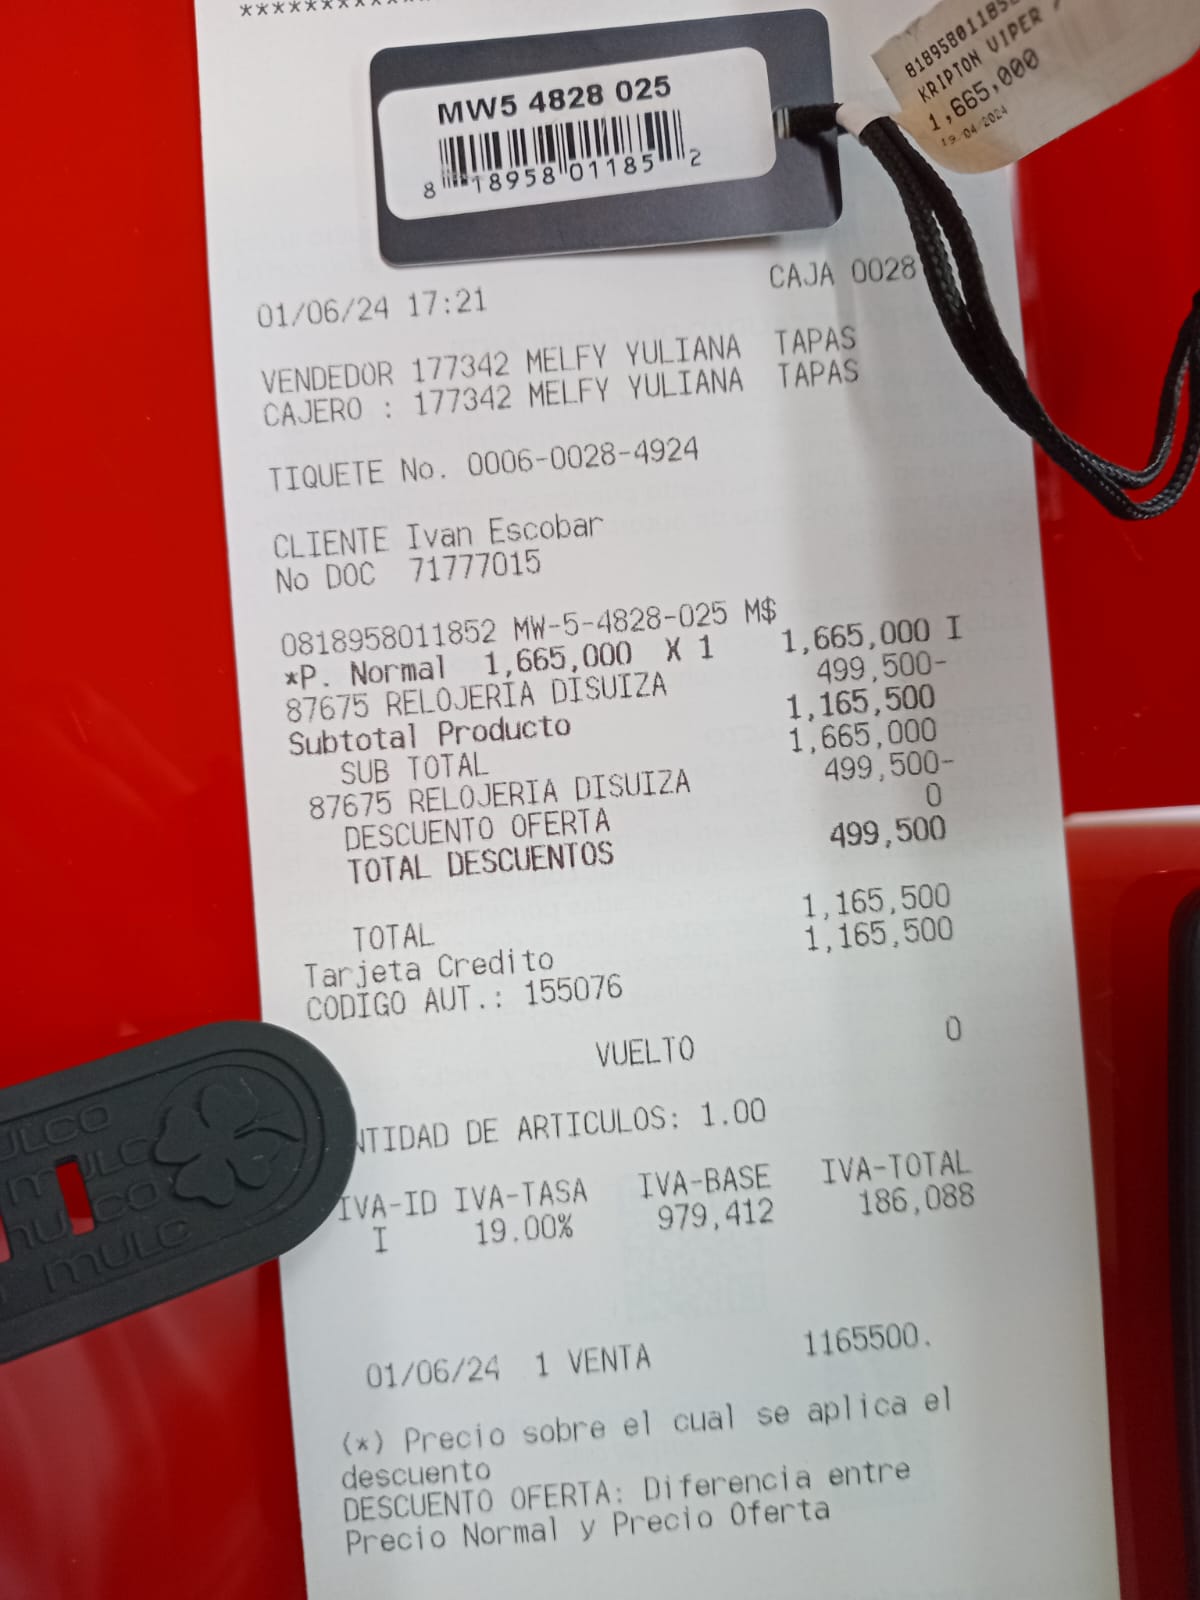 ************
MW5 4828 025
8 18958 01185 2
KRIPTON VIPER
1,665,000
19-04-2024
01/06/24 17:21 CAJA 0028
VENDEDOR 177342 MELFY YULIANA TAPAS
CAJERO : 177342 MELFY YULIANA TAPAS
TIQUETE No. 0006-0028-4924
CLIENTE Ivan Escobar
No DOC 71777015
0818958011852 MW-5-4828-025 M$
*P. Normal 1,665,000 X 1 1,665,000 I
87675 RELOJERIA DISUIZA 499,500-
Subtotal Producto 1,165,500
SUB TOTAL 1,665,000
87675 RELOJERIA DISUIZA 499,500-
DESCUENTO OFERTA 0
TOTAL DESCUENTOS 499,500
TOTAL 1,165,500
Tarjeta Credito 1,165,500
CODIGO AUT.: 155076
VUELTO 0
NTIDAD DE ARTICULOS: 1.00
IVA-ID IVA-TASA IVA-BASE IVA-TOTAL
I 19.00% 979,412 186,088
01/06/24 1 VENTA 1165500.
(*) Precio sobre el cual se aplica el
descuento
DESCUENTO OFERTA: Diferencia entre
Precio Normal y Precio Oferta
ULCO
MULC
CO
MULC